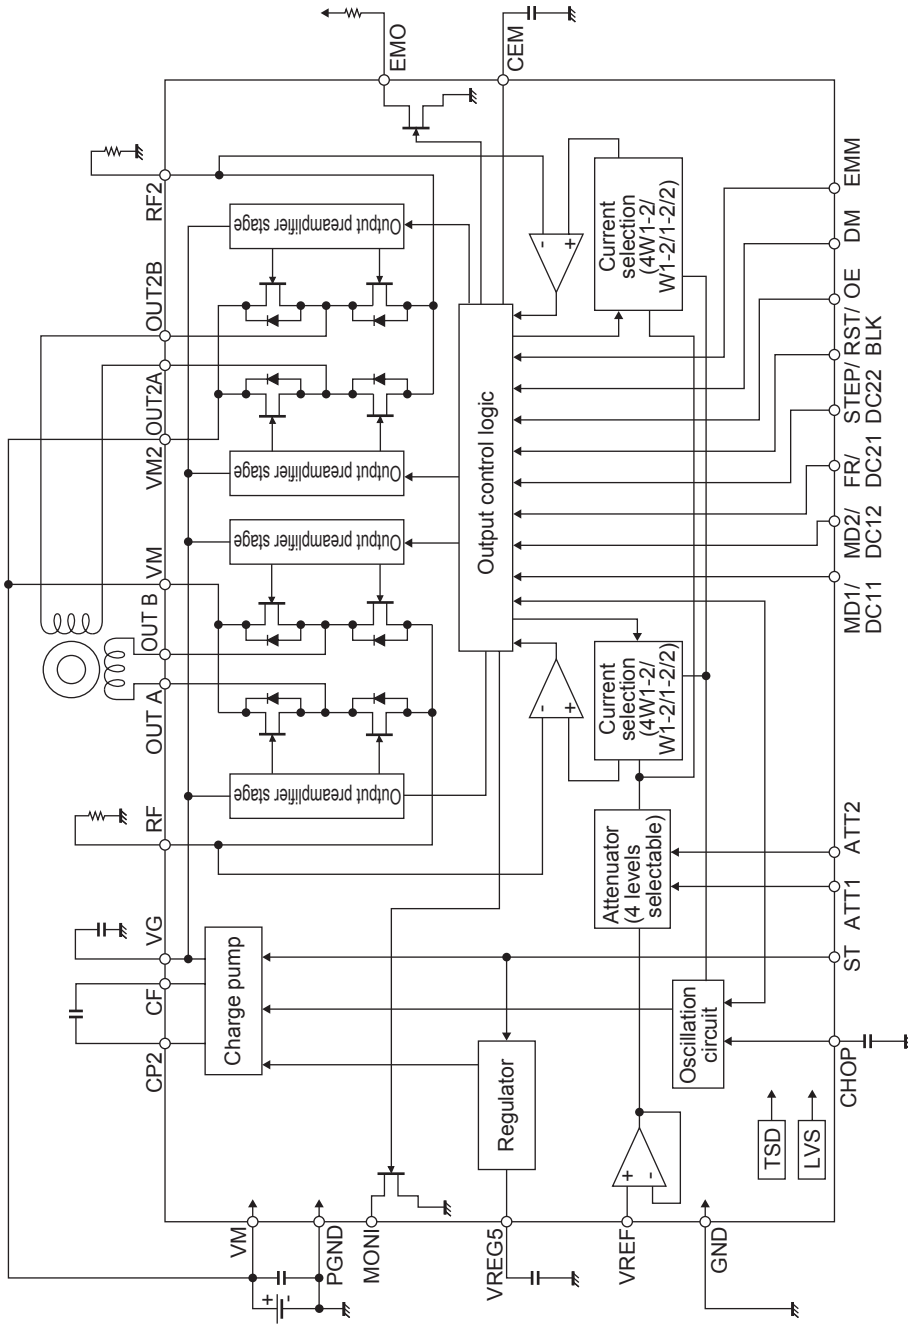 EMO
CEM
RF2
OUT2B
OUT2A
VM2
VM
OUT B
OUT A
RF
VG
CF
CP2
Output preamplifier stage
Output preamplifier stage
Output preamplifier stage
Output preamplifier stage
Charge pump
Output control logic
-
+
-
+
Current
selection
(4W1-2/
W1-2/1-2/2)
Current
selection
(4W1-2/
W1-2/1-2/2)
Attenuator
(4 levels
selectable)
Oscillation
circuit
Regulator
+
-
TSD
LVS
EMM
DM
OE
RST/
BLK
STEP/
DC22
FR/
DC21
MD2/
DC12
MD1/
DC11
ATT2
ATT1
ST
CHOP
VM
PGND
MONI
VREG5
VREF
GND
+
-